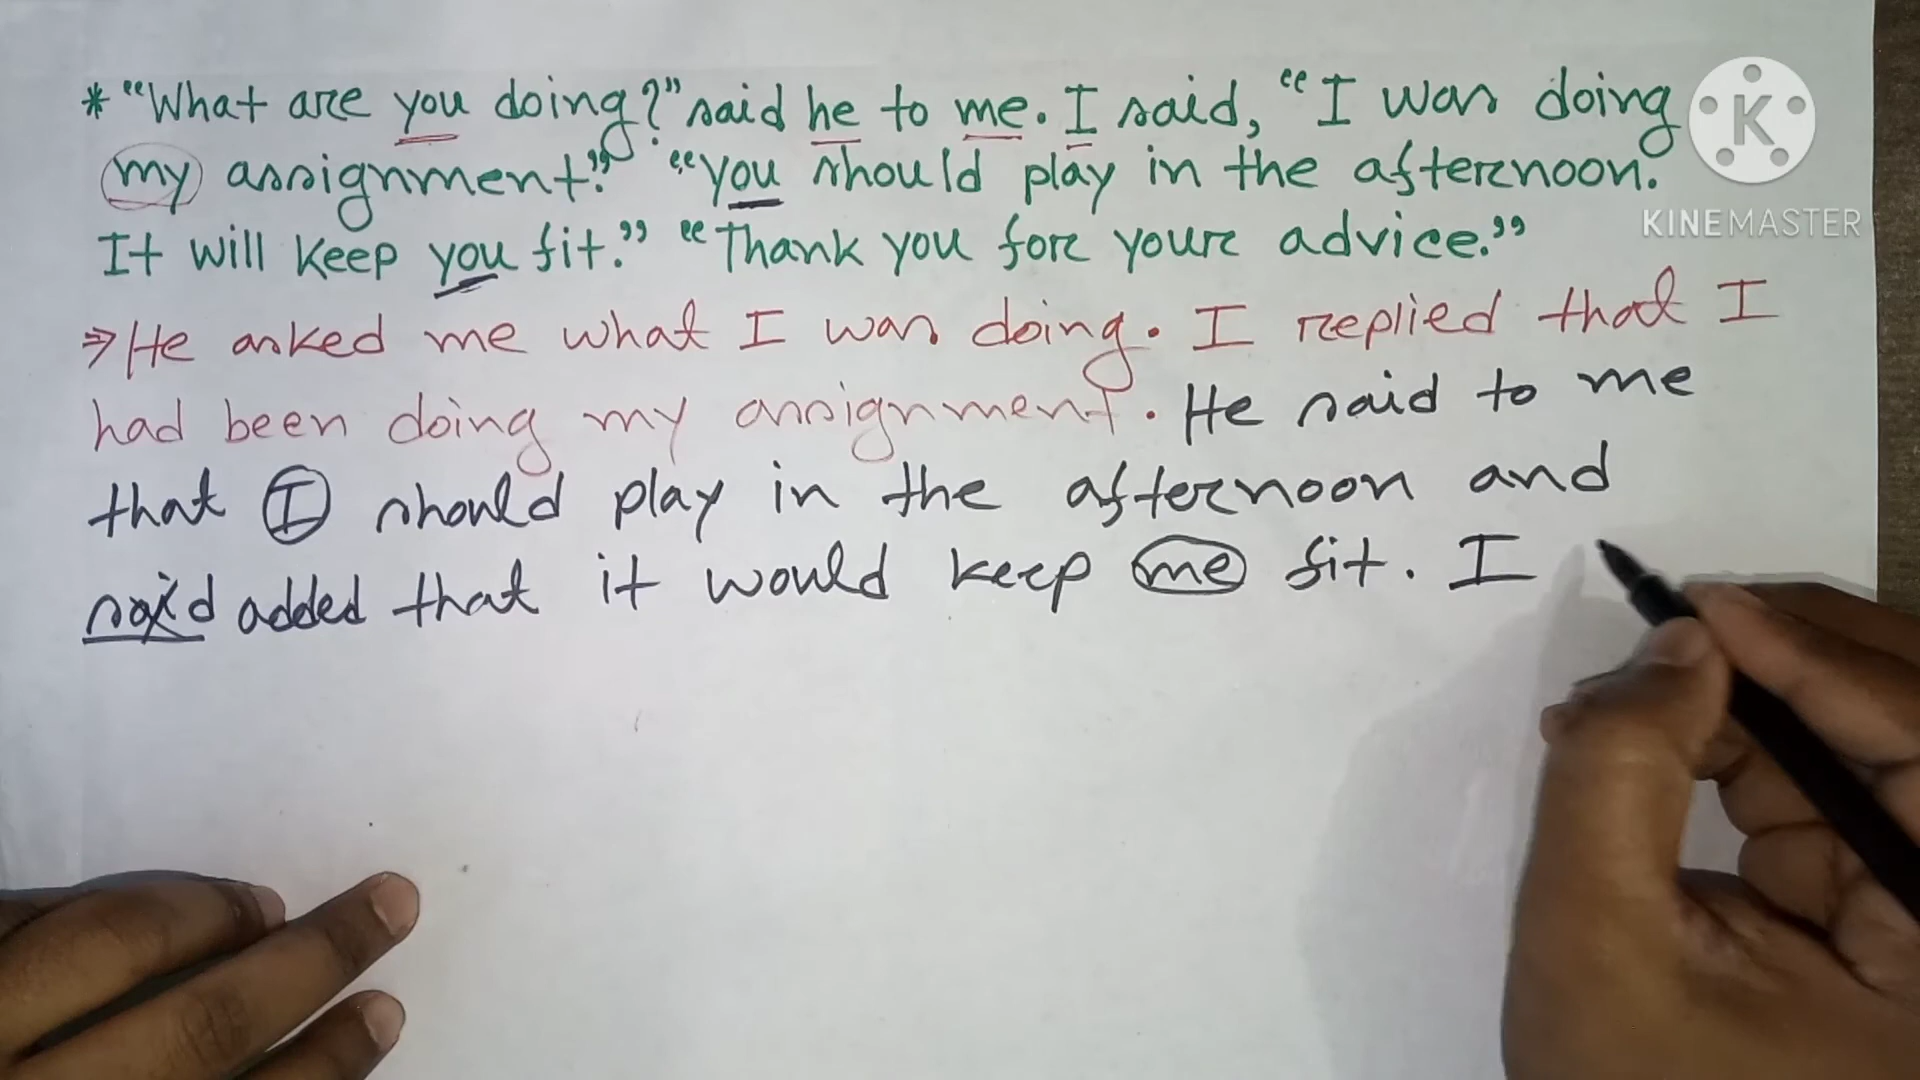 * "What are you doing?" said he to me. I said, "I was doing
my assignment." "You should play in the afternoon.
It will keep you fit." "Thank you for your advice."
⇒ He asked me what I was doing. I replied that I
had been doing my assignment. He said to me
that I should play in the afternoon and
said added that it would keep me fit. I
K
KINEMASTER